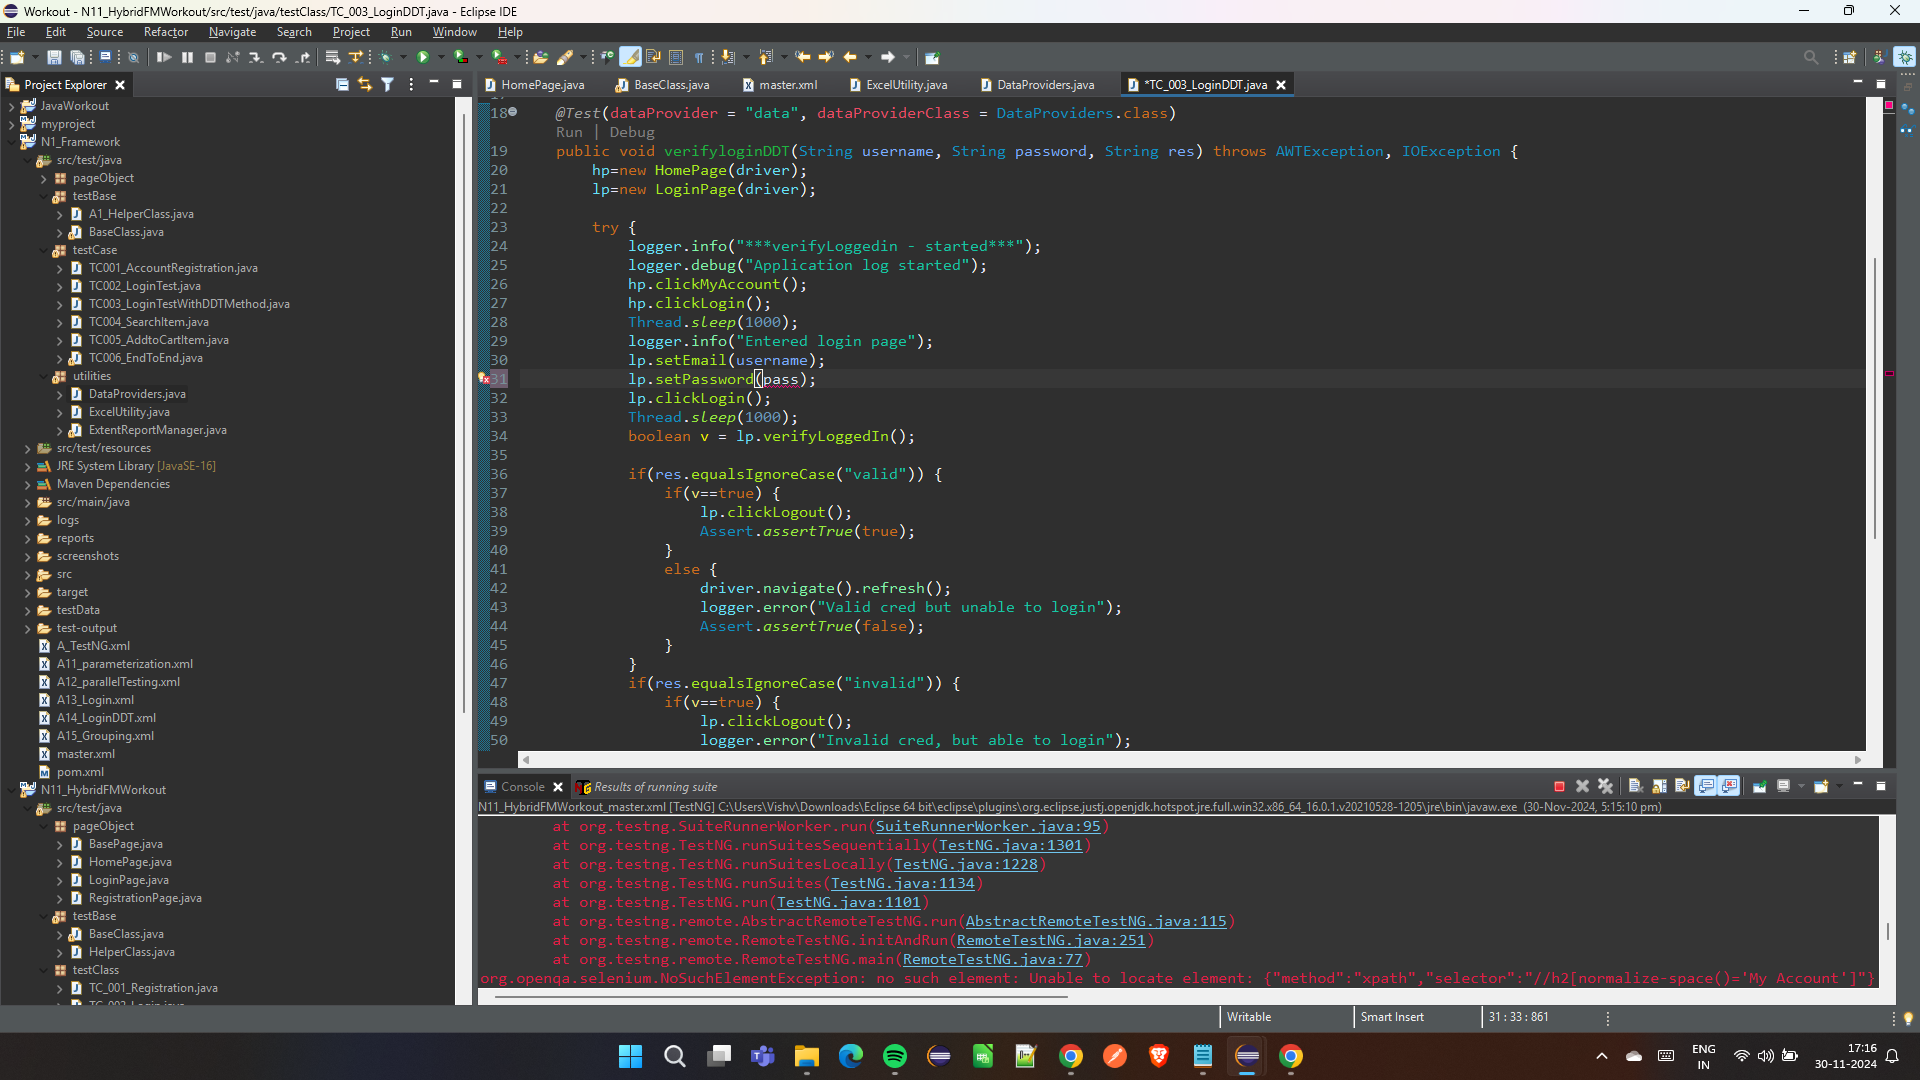 Workout - N11_HybridFMWorkout/src/test/java/testClass/TC_003_LoginDDT.java - Eclipse IDE
File Edit Source Refactor Navigate Search Project Run Window Help
Project Explorer
JavaWorkout
myproject
N1_Framework
src/test/java
pageObject
testBase
A1_HelperClass.java
BaseClass.java
testCase
TC001_AccountRegistration.java
TC002_LoginTest.java
TC003_LoginTestWithDDTMethod.java
TC004_SearchItem.java
TC005_AddtoCartItem.java
TC006_EndToEnd.java
utilities
DataProviders.java
ExcelUtility.java
ExtentReportManager.java
src/test/resources
JRE System Library [JavaSE-16]
Maven Dependencies
src/main/java
logs
reports
screenshots
src
target
testData
test-output
A_TestNG.xml
A11_parameterization.xml
A12_parallelTesting.xml
A13_Login.xml
A14_LoginDDT.xml
A15_Grouping.xml
master.xml
pom.xml
N11_HybridFMWorkout
src/test/java
pageObject
BasePage.java
HomePage.java
LoginPage.java
RegistrationPage.java
testBase
BaseClass.java
HelperClass.java
testClass
TC_001_Registration.java
HomePage.java BaseClass.java master.xml ExcelUtility.java DataProviders.java *TC_003_LoginDDT.java
18 @Test(dataProvider = "data", dataProviderClass = DataProviders.class)
Run | Debug
19 public void verifyloginDDT(String username, String password, String res) throws AWTException, IOException {
20 hp=new HomePage(driver);
21 lp=new LoginPage(driver);
22
23 try {
24 logger.info("***verifyLoggedin - started***");
25 logger.debug("Application log started");
26 hp.clickMyAccount();
27 hp.clickLogin();
28 Thread.sleep(1000);
29 logger.info("Entered login page");
30 lp.setEmail(username);
31 lp.setPassword(pass);
32 lp.clickLogin();
33 Thread.sleep(1000);
34 boolean v = lp.verifyLoggedIn();
35
36 if(res.equalsIgnoreCase("valid")) {
37 if(v==true) {
38 lp.clickLogout();
39 Assert.assertTrue(true);
40 }
41 else {
42 driver.navigate().refresh();
43 logger.error("Valid cred but unable to login");
44 Assert.assertTrue(false);
45 }
46 }
47 if(res.equalsIgnoreCase("invalid")) {
48 if(v==true) {
49 lp.clickLogout();
50 logger.error("Invalid cred, but able to login");
Console Results of running suite
N11_HybridFMWorkout_master.xml [TestNG] C:\Users\Vishv\Downloads\Eclipse 64 bit\eclipse\plugins\org.eclipse.justj.openjdk.hotspot.jre.full.win32.x86_64_16.0.1.v20210528-1205\jre\bin\javaw.exe (30-Nov-2024, 5:15:10 pm)
at org.testng.SuiteRunnerWorker.run(SuiteRunnerWorker.java:95)
at org.testng.TestNG.runSuitesSequentially(TestNG.java:1301)
at org.testng.TestNG.runSuitesLocally(TestNG.java:1228)
at org.testng.TestNG.runSuites(TestNG.java:1134)
at org.testng.TestNG.run(TestNG.java:1101)
at org.testng.remote.AbstractRemoteTestNG.run(AbstractRemoteTestNG.java:115)
at org.testng.remote.RemoteTestNG.initAndRun(RemoteTestNG.java:251)
at org.testng.remote.RemoteTestNG.main(RemoteTestNG.java:77)
org.openqa.selenium.NoSuchElementException: no such element: Unable to locate element: {"method":"xpath","selector":"//h2[normalize-space()='My Account']"}
Writable Smart Insert 31 : 33 : 861
ENG
IN
17:16
30-11-2024